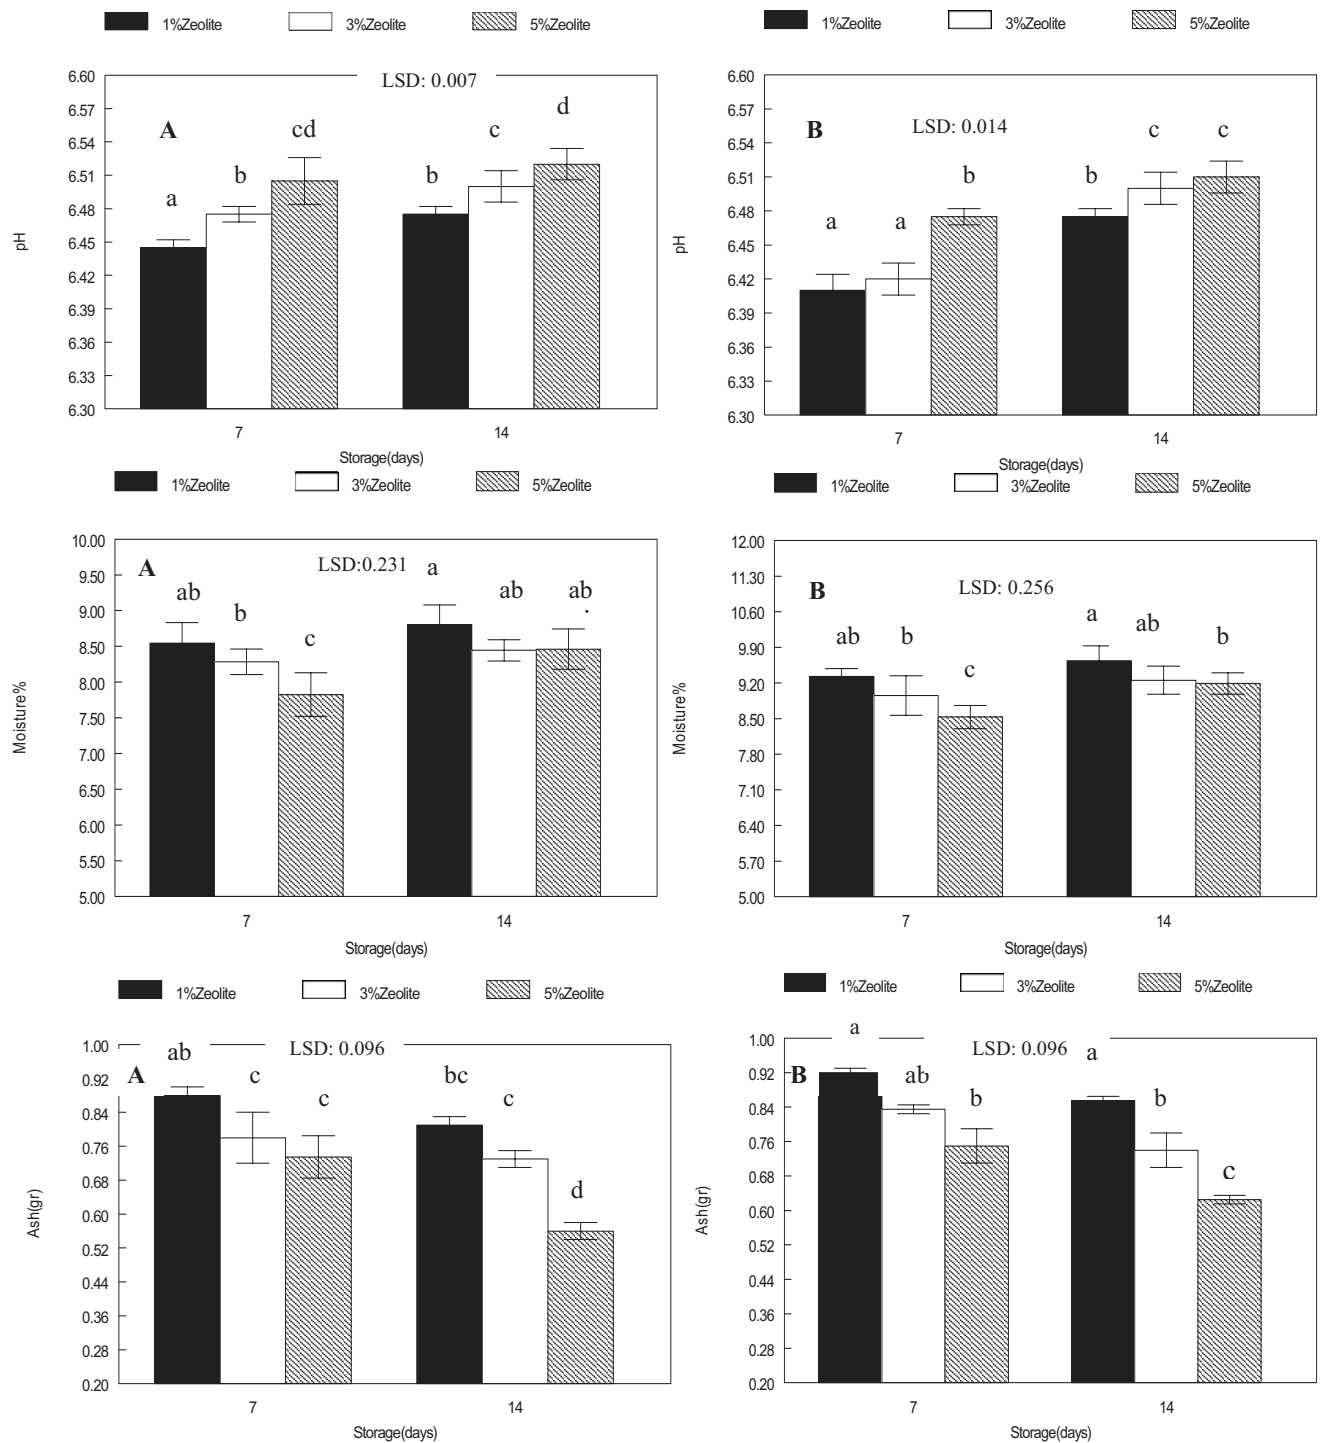 1%Zeolite 3%Zeolite 5%Zeolite
LSD: 0.007
A
a b cd b c d
pH
6.60
6.57
6.54
6.51
6.48
6.45
6.42
6.39
6.36
6.33
6.30
7 14
Storage(days)
1%Zeolite 3%Zeolite 5%Zeolite
LSD: 0.014
B
a a b b c c
pH
6.60
6.57
6.54
6.51
6.48
6.45
6.42
6.39
6.36
6.33
6.30
7 14
Storage(days)
1%Zeolite 3%Zeolite 5%Zeolite
LSD:0.231
A
ab b c a ab ab
Moisture%
10.00
9.50
9.00
8.50
8.00
7.50
7.00
6.50
6.00
5.50
5.00
7 14
Storage(days)
1%Zeolite 3%Zeolite 5%Zeolite
LSD: 0.256
B
ab b c a ab b
Moisture%
12.00
11.30
10.60
9.90
9.20
8.50
7.80
7.10
6.40
5.70
5.00
7 14
Storage(days)
1%Zeolite 3%Zeolite 5%Zeolite
LSD: 0.096
A
ab c c bc c d
Ash(gr)
1.00
0.92
0.84
0.76
0.68
0.60
0.52
0.44
0.36
0.28
0.20
7 14
Storage(days)
1%Zeolite 3%Zeolite 5%Zeolite
LSD: 0.096
B
a ab b a b c
Ash(gr)
1.00
0.92
0.84
0.76
0.68
0.60
0.52
0.44
0.36
0.28
0.20
7 14
Storage(days)